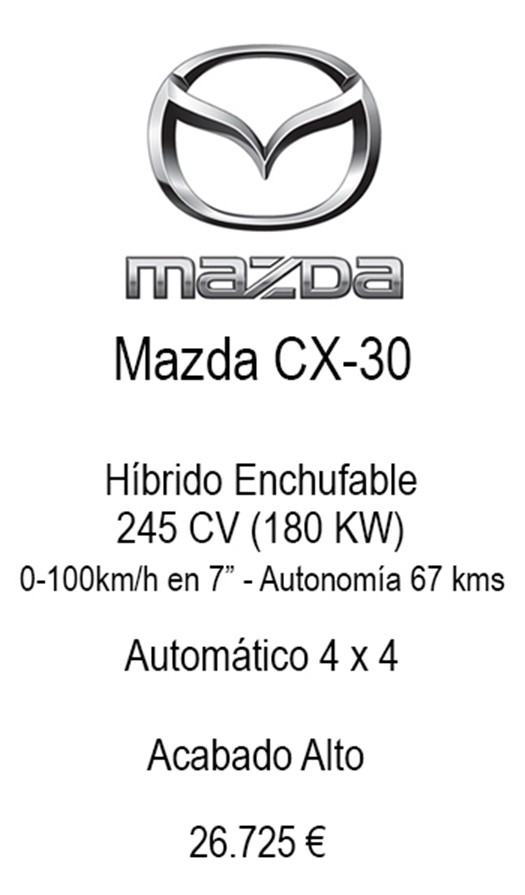 mazda
Mazda CX-30
Híbrido Enchufable
245 CV (180 KW)
0-100km/h en 7” - Autonomía 67 kms
Automático 4 x 4
Acabado Alto
26.725 €